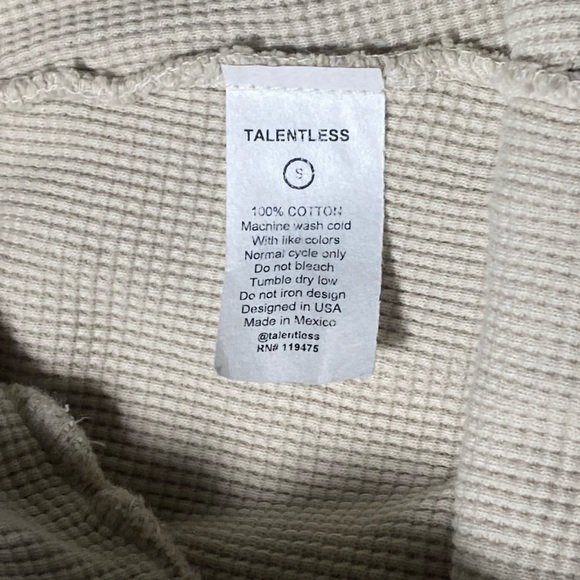 TALENTLESS
S
100% COTTON
Machine wash cold
With like colors
Normal cycle only
Do not bleach
Tumble dry low
Do not iron design
Designed in USA
Made in Mexico
@talentless
RN# 119475